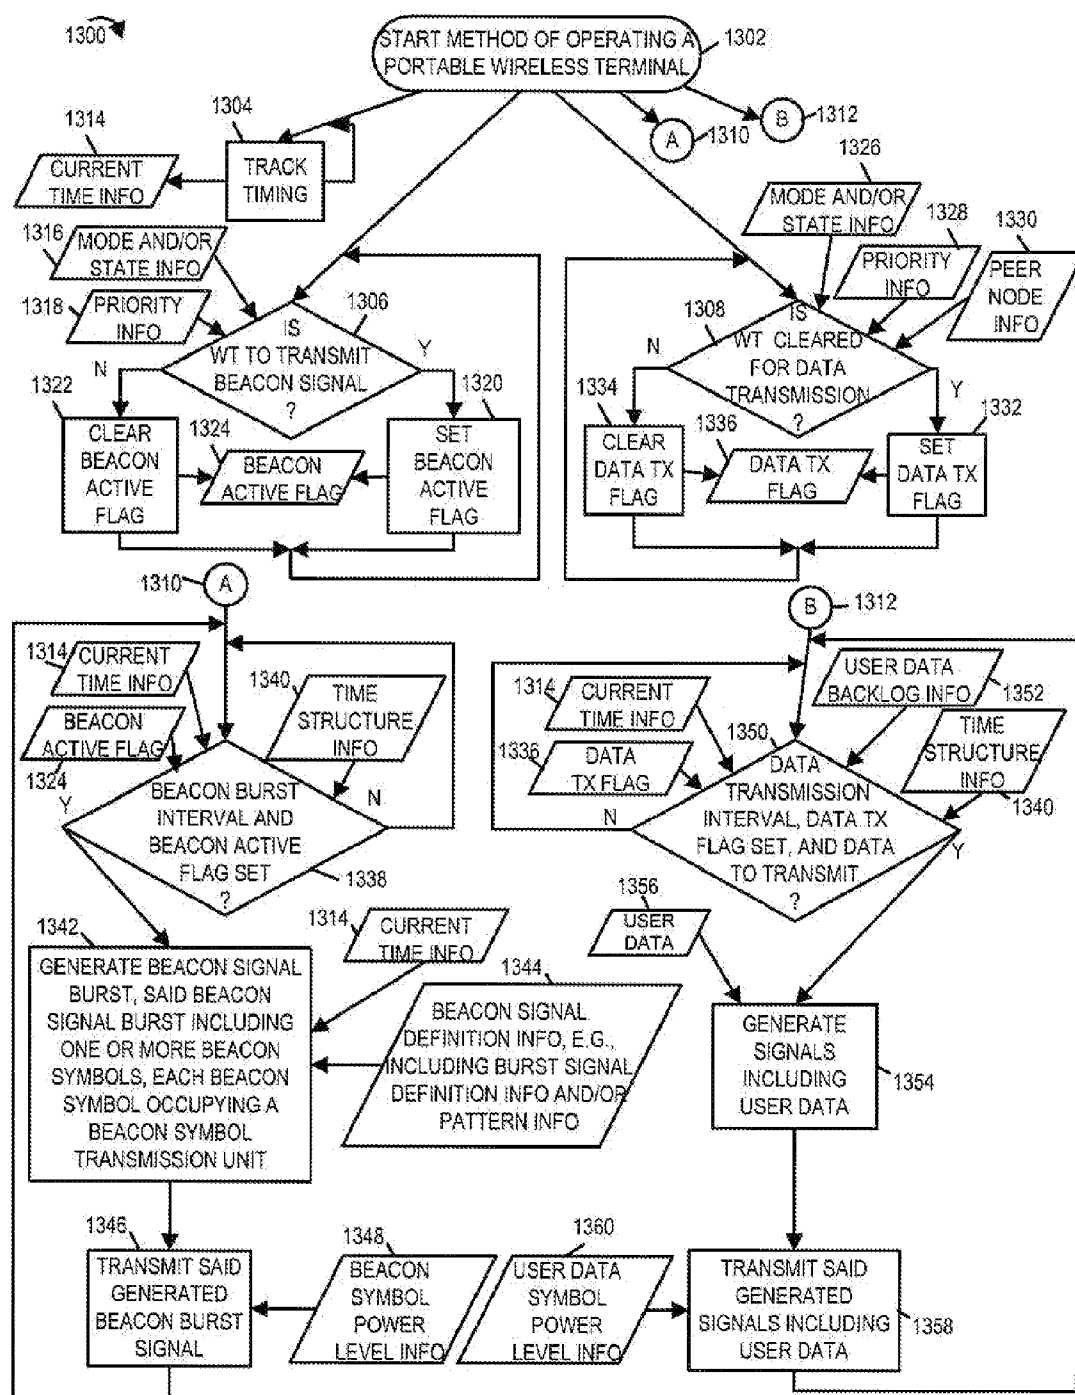 1300
START METHOD OF OPERATING A
PORTABLE WIRELESS TERMINAL
1302
1304
1314
CURRENT
TIME INFO
TRACK
TIMING
A
1310
B
1312
1326
MODE AND/OR
STATE INFO
1328
PRIORITY
INFO
1330
PEER
NODE
INFO
1316
MODE AND/OR
STATE INFO
1318
PRIORITY
INFO
1306
IS
WT TO TRANSMIT
BEACON SIGNAL
?
N
Y
1322
CLEAR
BEACON
ACTIVE
FLAG
1324
BEACON
ACTIVE FLAG
1320
SET
BEACON
ACTIVE
FLAG
1308
IS
WT CLEARED
FOR DATA
TRANSMISSION
?
N
Y
1334
CLEAR
DATA TX
FLAG
1336
DATA TX
FLAG
1332
SET
DATA TX
FLAG
1310
A
1314
CURRENT
TIME INFO
BEACON
ACTIVE FLAG
1324
1340
TIME
STRUCTURE
INFO
Y
N
BEACON BURST
INTERVAL AND
BEACON ACTIVE
FLAG SET
?
1338
1342
GENERATE BEACON SIGNAL
BURST, SAID BEACON
SIGNAL BURST INCLUDING
ONE OR MORE BEACON
SYMBOLS, EACH BEACON
SYMBOL OCCUPYING A
BEACON SYMBOL
TRANSMISSION UNIT
1314
CURRENT
TIME INFO
1344
BEACON SIGNAL
DEFINITION INFO, E.G.,
INCLUDING BURST SIGNAL
DEFINITION INFO AND/OR
PATTERN INFO
1346
TRANSMIT SAID
GENERATED
BEACON BURST
SIGNAL
1348
BEACON
SYMBOL
POWER
LEVEL INFO
B
1312
1314
CURRENT
TIME INFO
1336
DATA
TX FLAG
USER DATA
BACKLOG INFO
1352
TIME
STRUCTURE
INFO
1340
1350
DATA
TRANSMISSION
INTERVAL, DATA TX
FLAG SET, AND DATA
TO TRANSMIT
?
N
Y
1356
USER
DATA
GENERATE
SIGNALS
INCLUDING
USER DATA
1354
1360
USER DATA
SYMBOL
POWER
LEVEL INFO
TRANSMIT SAID
GENERATED
SIGNALS INCLUDING
USER DATA
1358